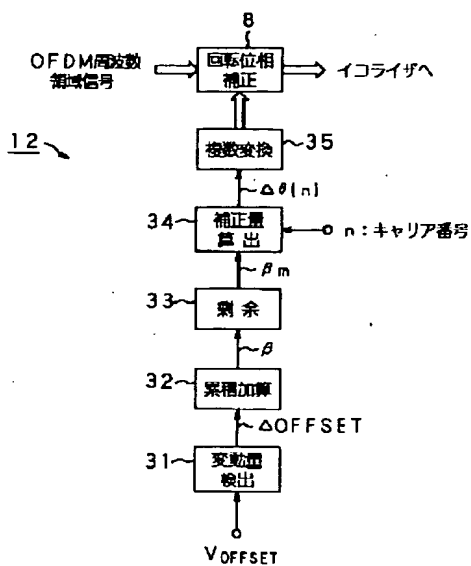 8
OFDM周波数
領域信号
回転位相
補正
イコライザへ
12
複数変換
35
Δθ(n)
34
補正量
算出
n:キャリア番号
βm
33
剰余
β
32
累積加算
ΔOFFSET
31
変動量
検出
VOFFSET